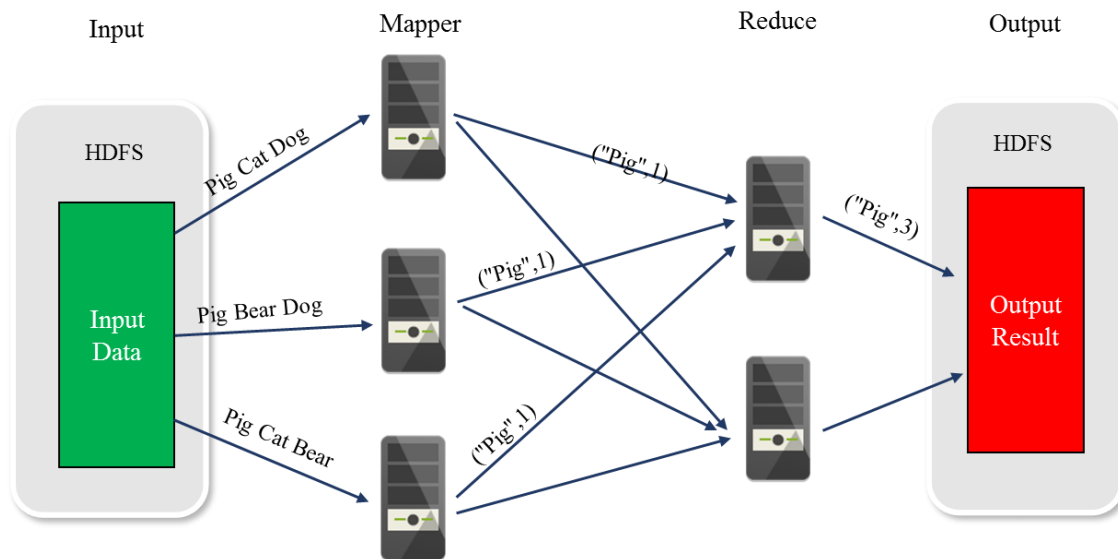 Input
Mapper
Reduce
Output
HDFS
HDFS
Pig Cat Dog
Pig Bear Dog
Pig Cat Bear
Input
Data
("Pig",1)
("Pig",1)
("Pig",1)
("Pig",3)
Output
Result